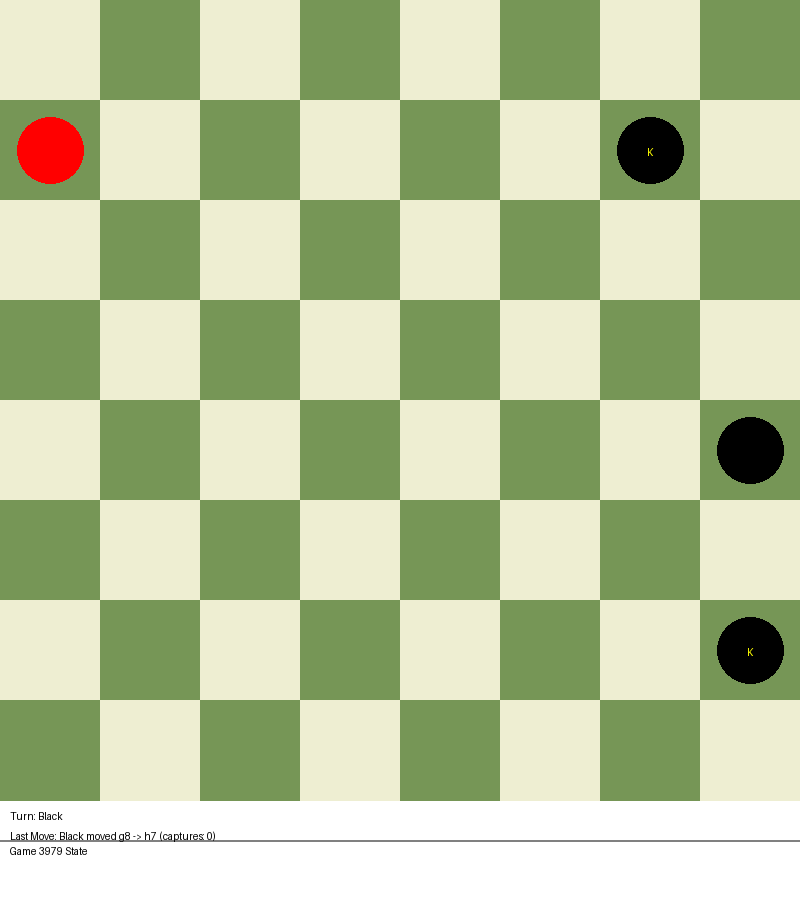 K
K
Turn: Black
Last Move: Black moved g8 -> h7 (captures: 0)
Game 3979 State